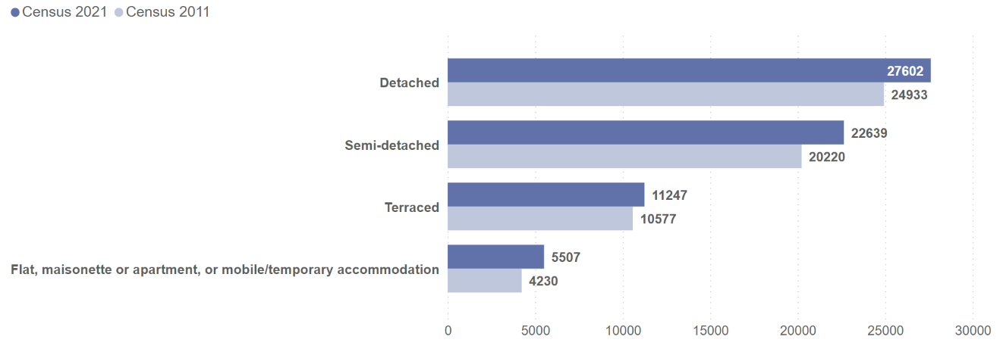 Census 2021 Census 2011
Detached
27602
24933
Semi-detached
22639
20220
Terraced
11247
10577
Flat, maisonette or apartment, or mobile/temporary accommodation
5507
4230
0 5000 10000 15000 20000 25000 30000